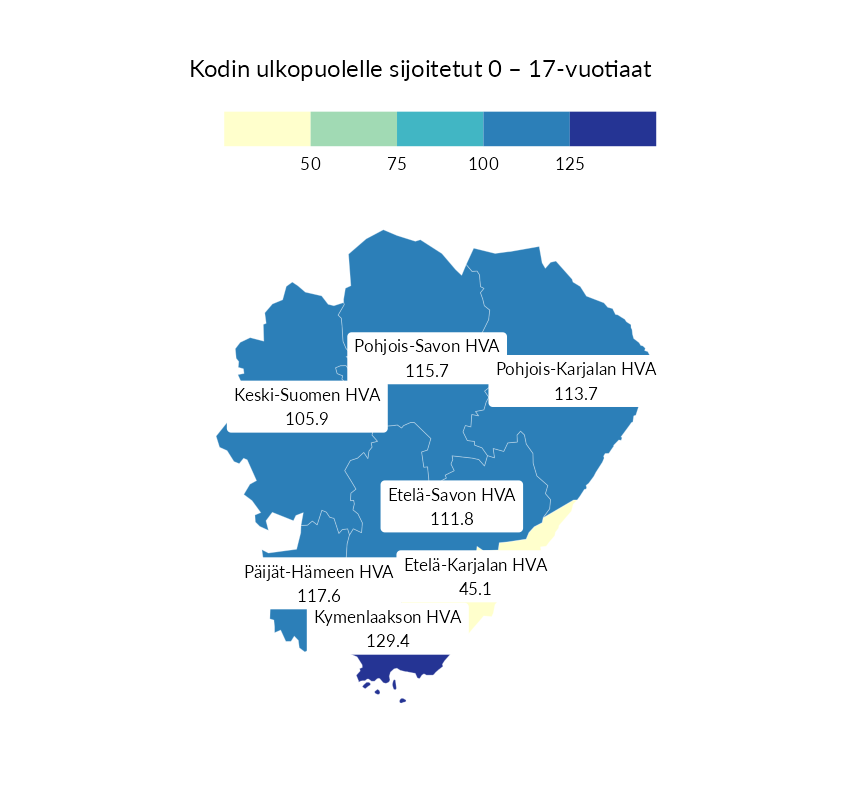 Kodin ulkopuolelle sijoitetut 0 – 17-vuotiaat
50 75 100 125
Pohjois-Savon HVA
115.7
Pohjois-Karjalan HVA
113.7
Keski-Suomen HVA
105.9
Etelä-Savon HVA
111.8
Etelä-Karjalan HVA
45.1
Päijät-Hämeen HVA
117.6
Kymenlaakson HVA
129.4